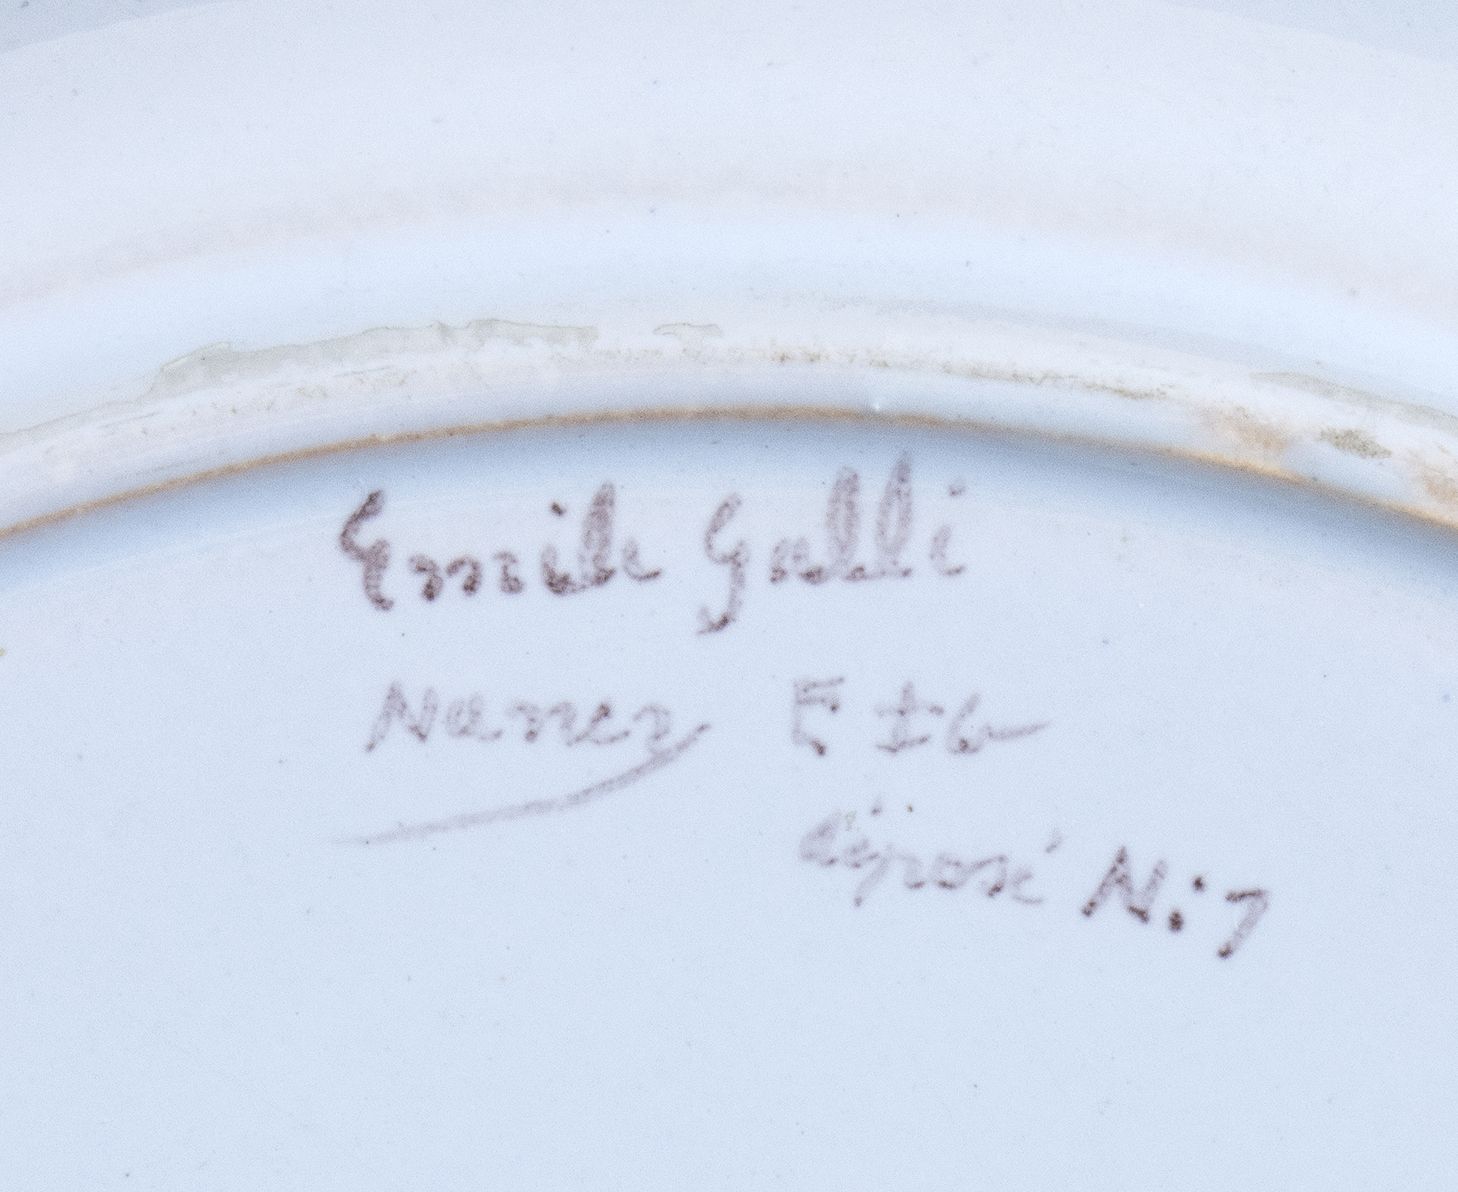 Emile Gallé
Nancy E ‡ G
déposé N: 7